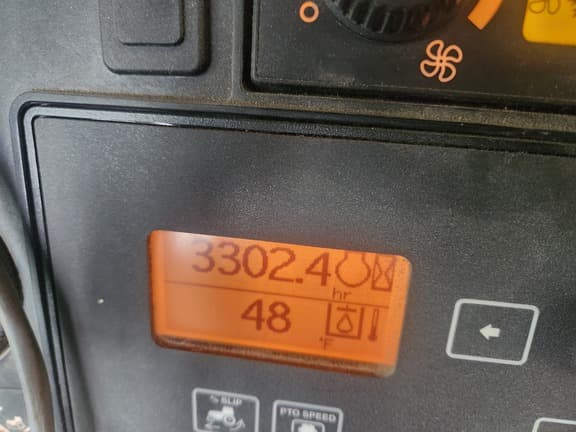 3302.4
hr
48
°F
% SLIP
PTO SPEED